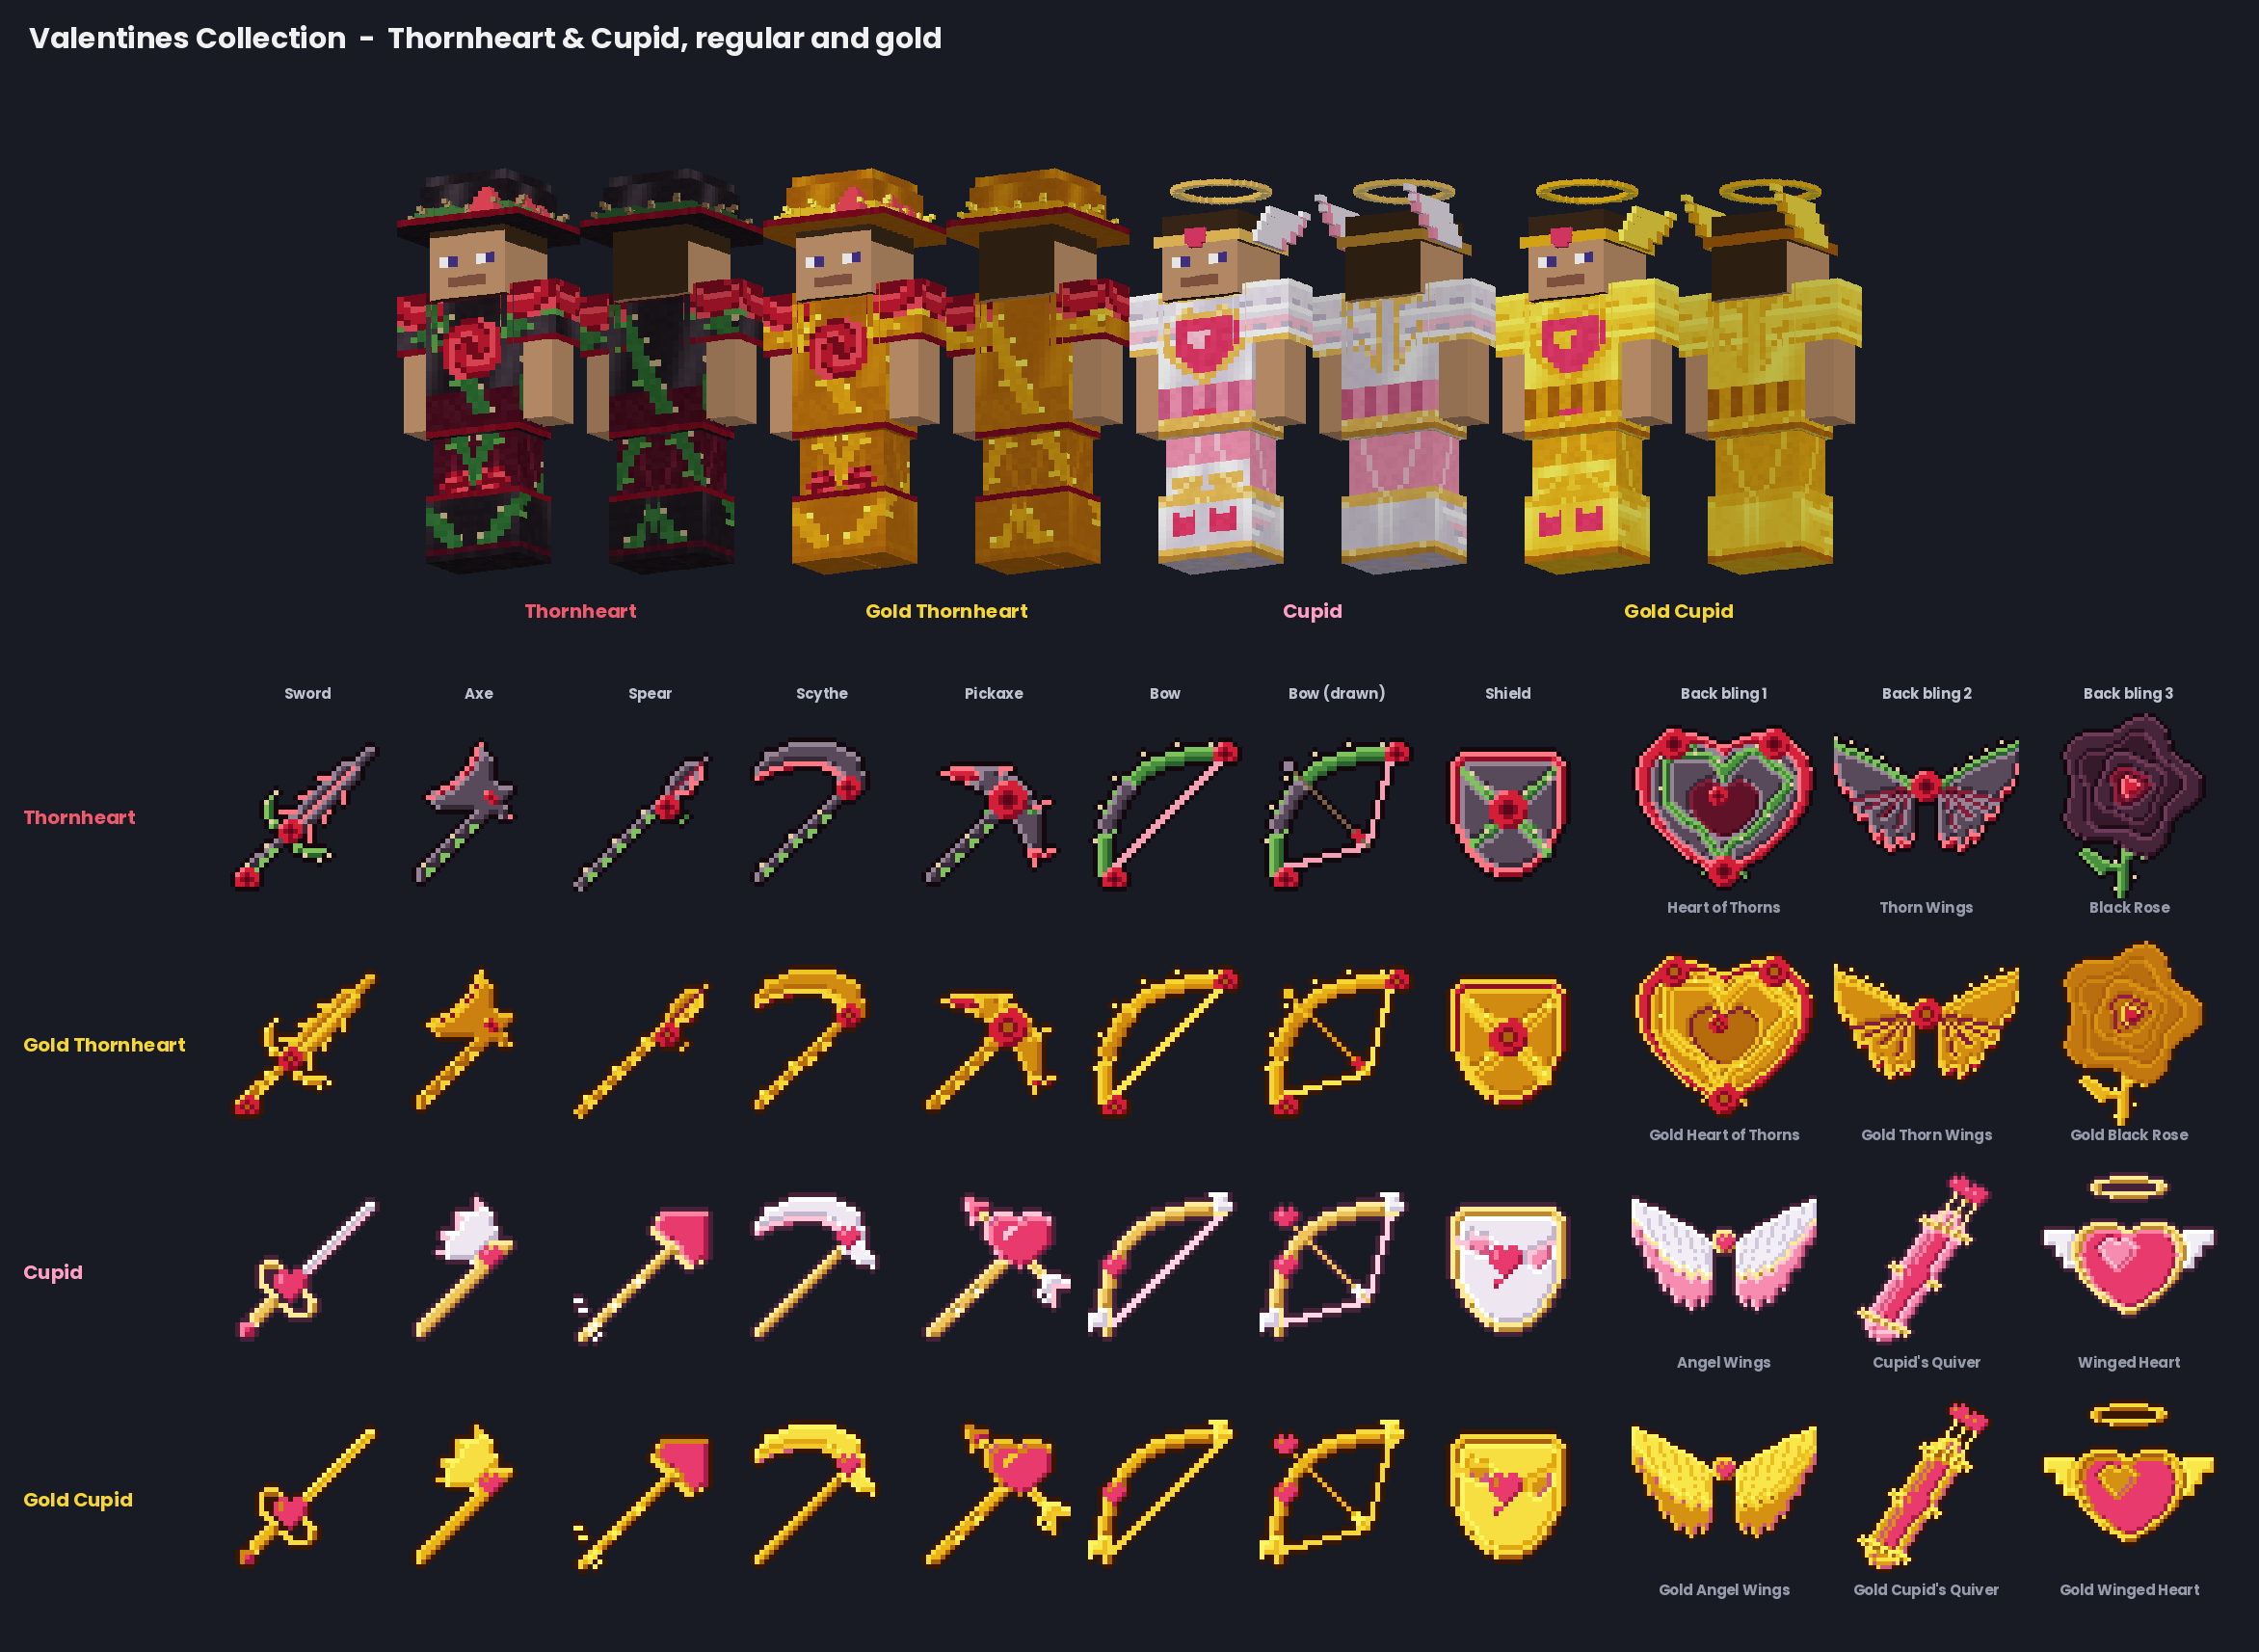 Valentines Collection - Thornheart & Cupid, regular and gold
Thornheart
Gold Thornheart
Cupid
Gold Cupid
Sword
Axe
Spear
Scythe
Pickaxe
Bow
Bow (drawn)
Shield
Back bling 1
Back bling 2
Back bling 3
Thornheart
Heart of Thorns
Thorn Wings
Black Rose
Gold Thornheart
Gold Heart of Thorns
Gold Thorn Wings
Gold Black Rose
Cupid
Angel Wings
Cupid's Quiver
Winged Heart
Gold Cupid
Gold Angel Wings
Gold Cupid's Quiver
Gold Winged Heart